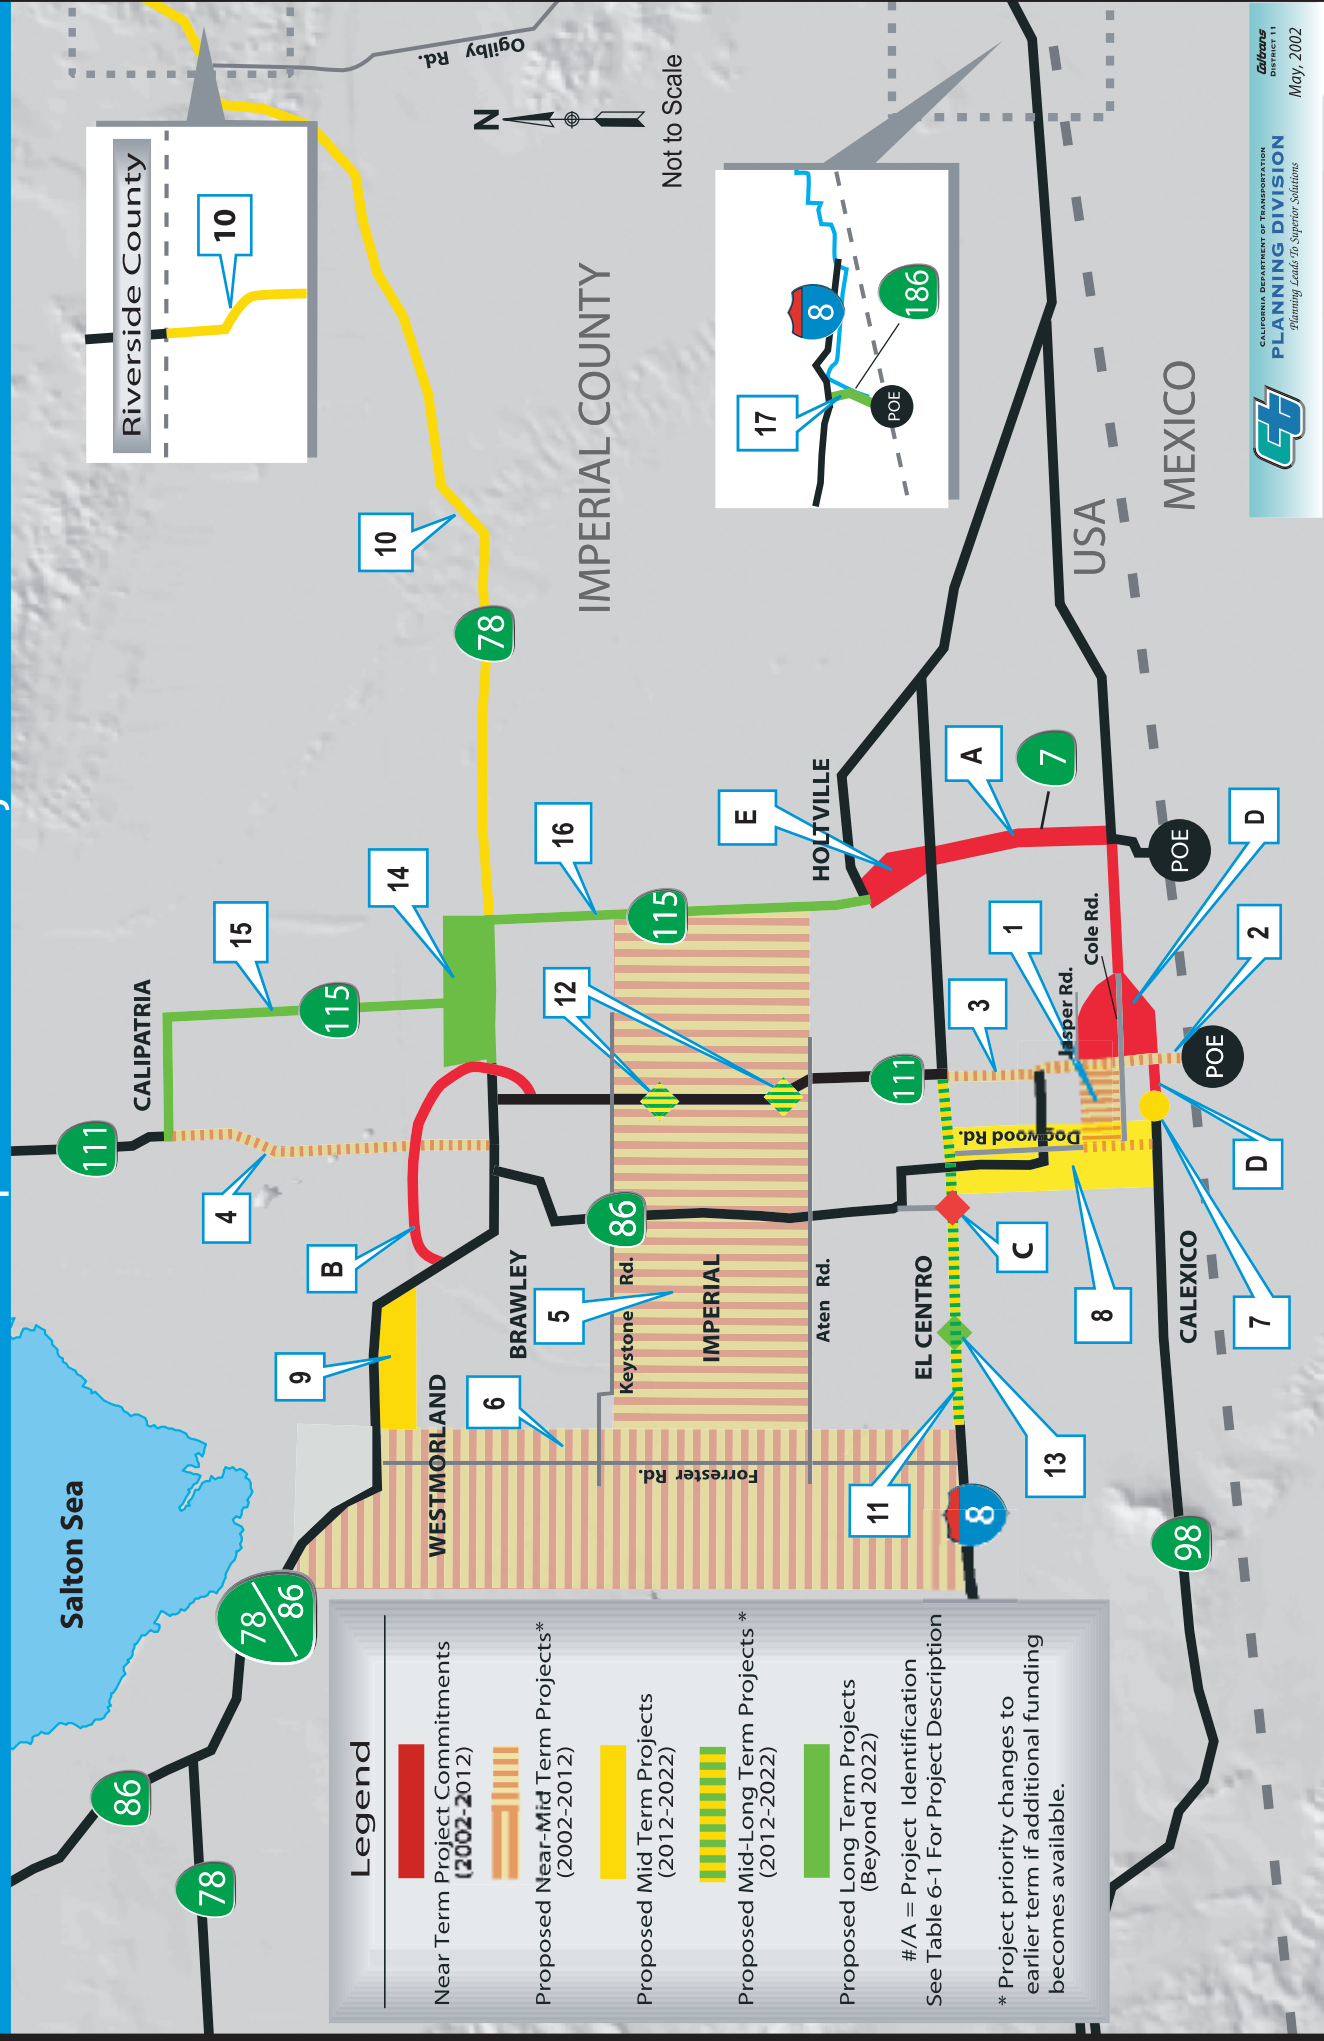 Salton Sea
Riverside County
10
10
Ogilby Rd.
N
Not to Scale
IMPERIAL COUNTY
17
8
186
POE
USA
MEXICO
86
78
78
86
111
CALIPATRIA
4
15
115
14
78
B
9
WESTMORLAND
BRAWLEY
6
5
12
16
115
Keystone Rd.
IMPERIAL
Aten Rd.
Forrester Rd.
86
111
HOLTVILLE
E
A
7
EL CENTRO
11
13
8
C
3
1
Jasper Rd.
Cole Rd.
Dogwood Rd.
8
D
2
D
7
POE
POE
CALEXICO
98
Legend
Near Term Project Commitments
(2002-2012)
Proposed Near-Mid Term Projects*
(2002-2012)
Proposed Mid Term Projects
(2012-2022)
Proposed Mid-Long Term Projects *
(2012-2022)
Proposed Long Term Projects
(Beyond 2022)
#/A = Project Identification
See Table 6-1 For Project Description
* Project priority changes to
earlier term if additional funding
becomes available.
CALIFORNIA DEPARTMENT OF TRANSPORTATION
PLANNING DIVISION
Planning Leads To Superior Solutions
Caltrans
DISTRICT 11
May, 2002